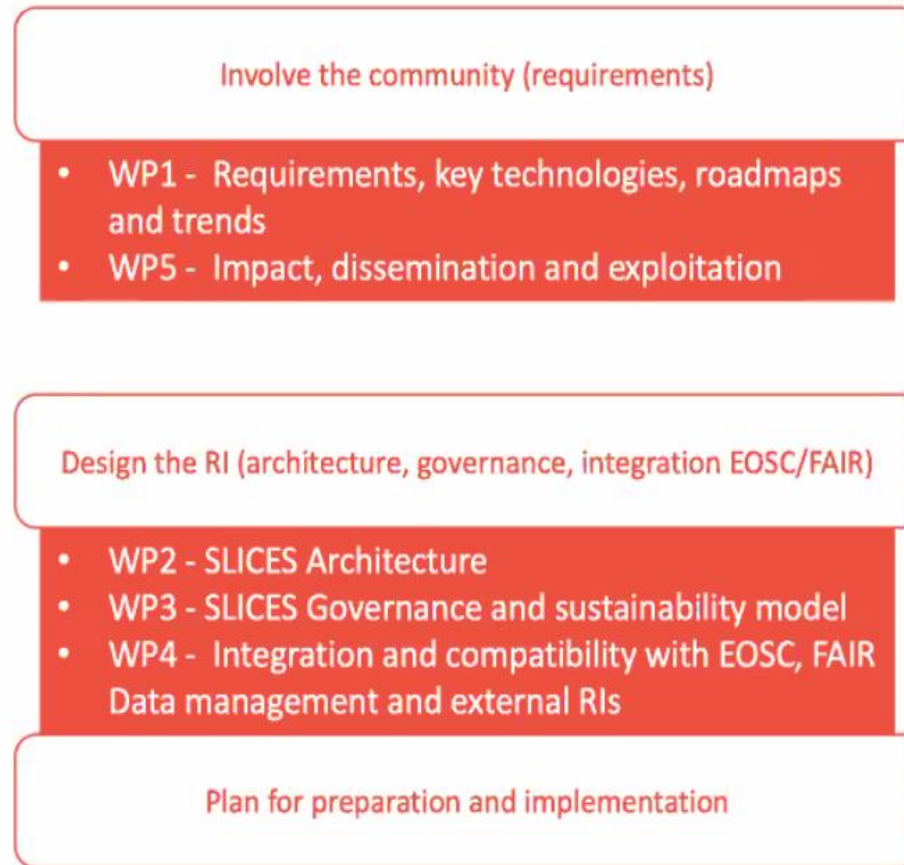 Involve the community (requirements)
• WP1 - Requirements, key technologies, roadmaps
and trends
• WP5 - Impact, dissemination and exploitation
Design the RI (architecture, governance, integration EOSC/FAIR)
• WP2 - SLICES Architecture
• WP3 - SLICES Governance and sustainability model
• WP4 - Integration and compatibility with EOSC, FAIR
Data management and external RIs
Plan for preparation and implementation